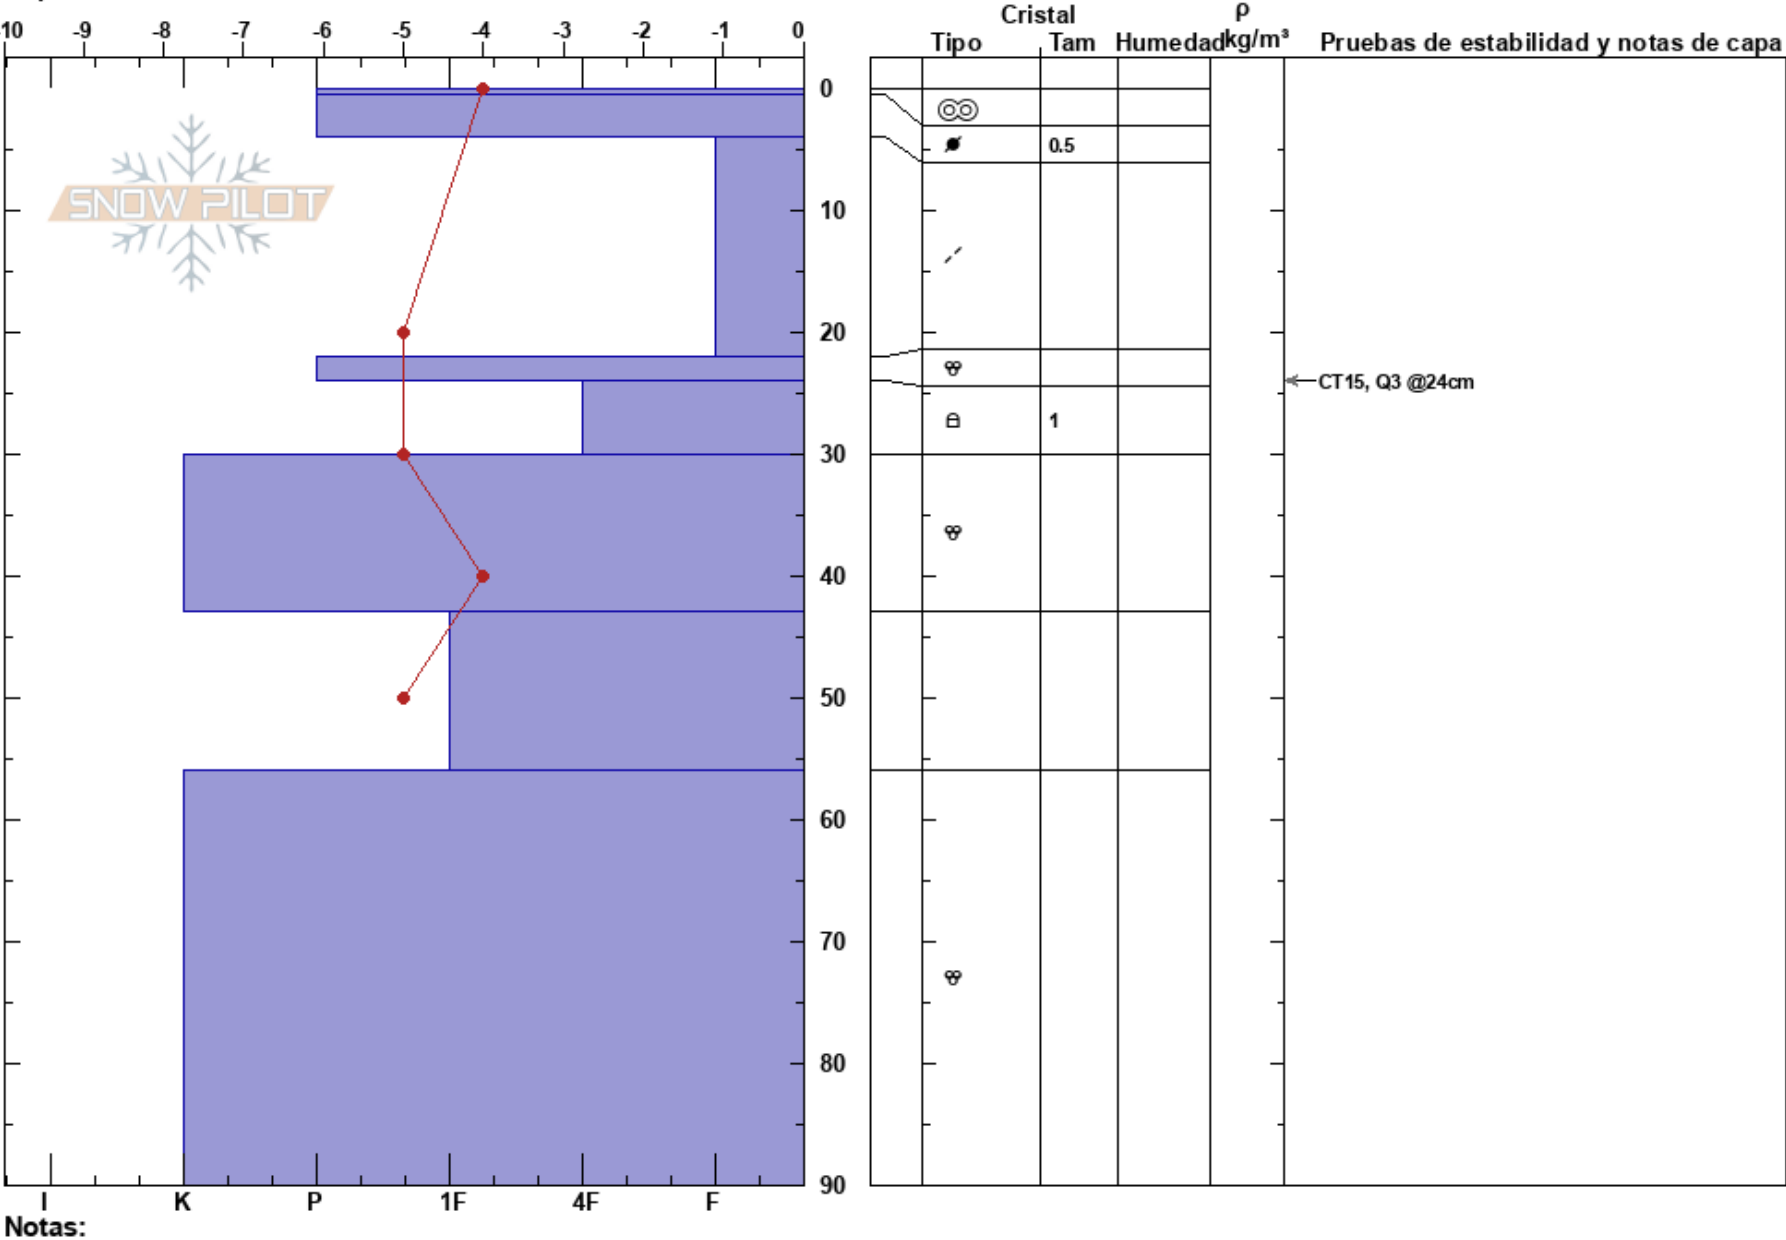 -10 -9 -8 -7 -6 -5 -4 -3 -2 -1 0
Cristal
ρ
Tipo Tam Humedad kg/m³ Pruebas de estabilidad y notas de capa
0
0.5
SNOW PILOT
10
20
CT15, Q3 @24cm
1
30
40
50
60
70
80
90
I K P 1F 4F F
Notas: